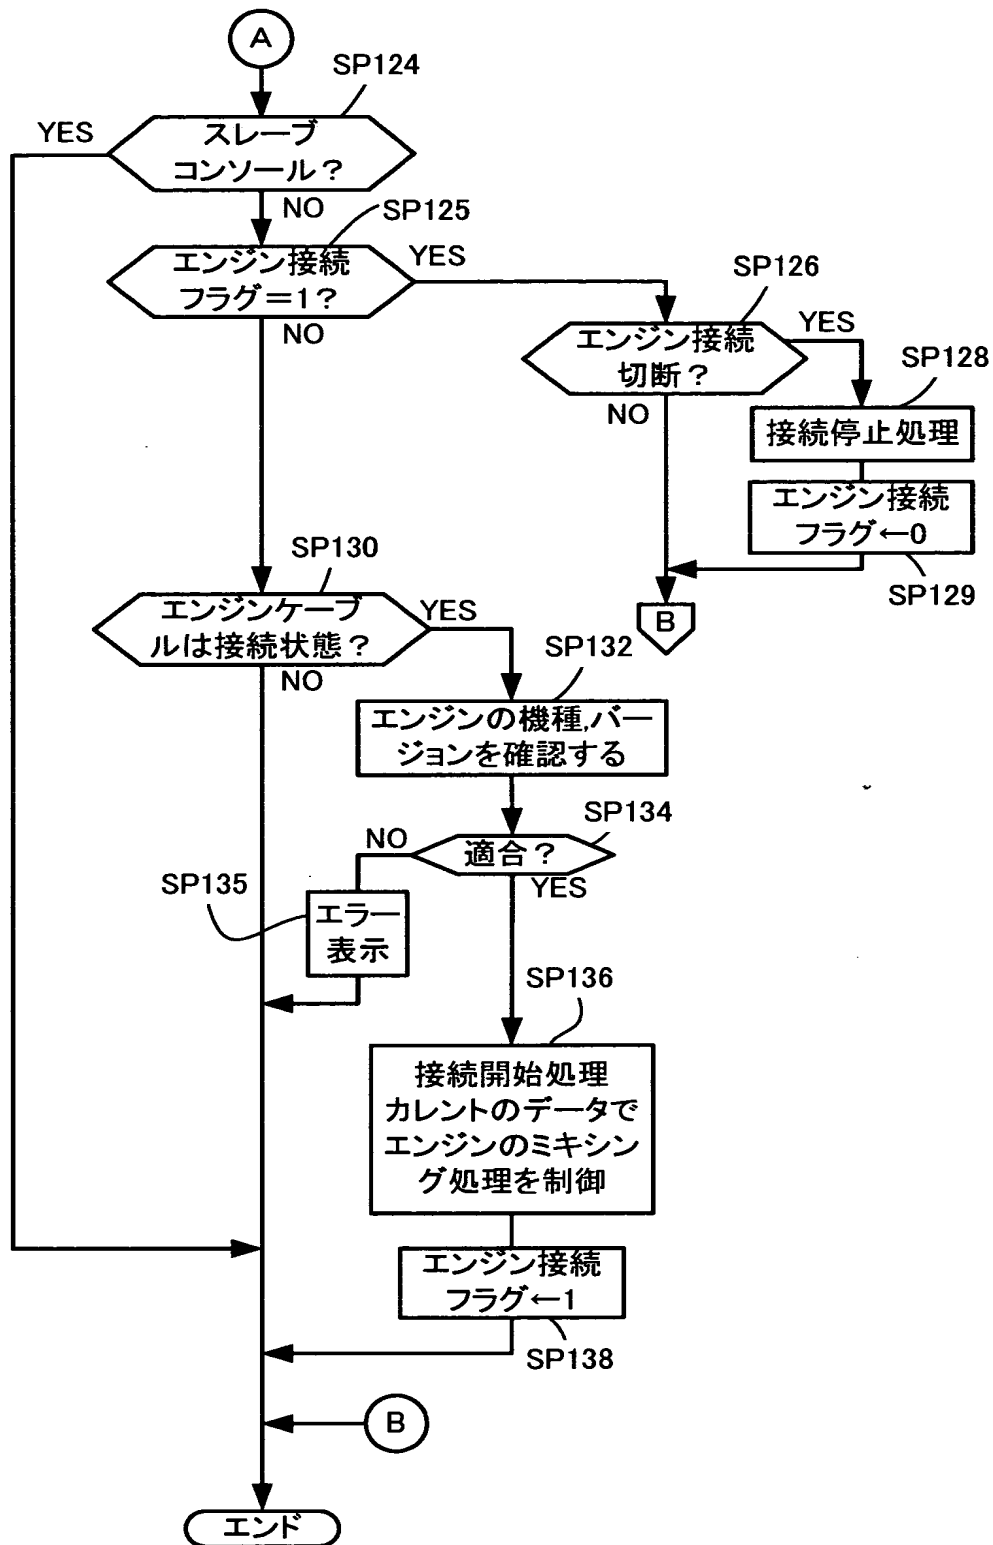 A
SP124
YES
スレーブ
コンソール？
NO
SP125
エンジン接続
フラグ＝1？
YES
NO
SP126
エンジン接続
切断？
YES
NO
SP128
接続停止処理
エンジン接続
フラグ←0
SP129
B
SP130
エンジンケーブ
ルは接続状態？
YES
NO
SP132
エンジンの機種,バー
ジョンを確認する
SP134
適合？
NO
YES
SP135
エラー
表示
SP136
接続開始処理
カレントのデータで
エンジンのミキシン
グ処理を制御
エンジン接続
フラグ←1
SP138
B
エンド